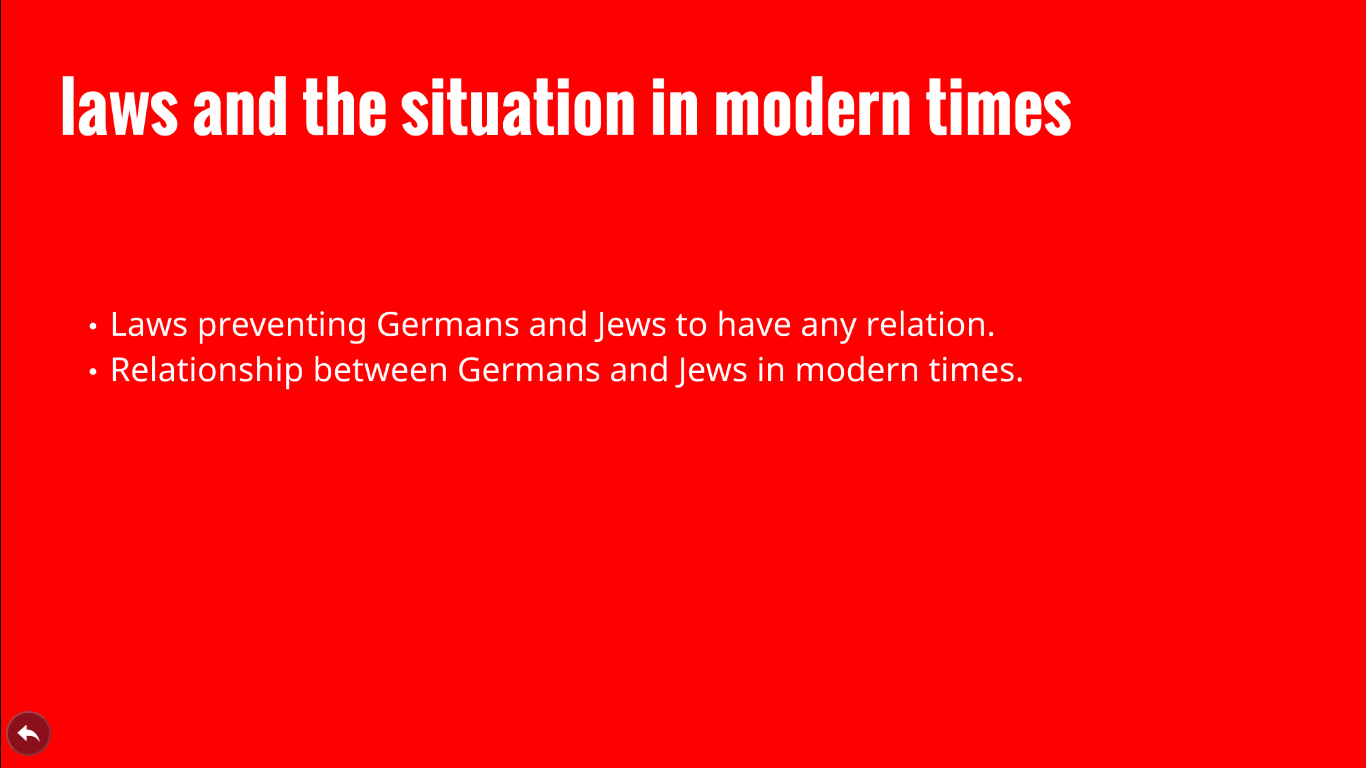 laws and the situation in modern times
• Laws preventing Germans and Jews to have any relation.
• Relationship between Germans and Jews in modern times.